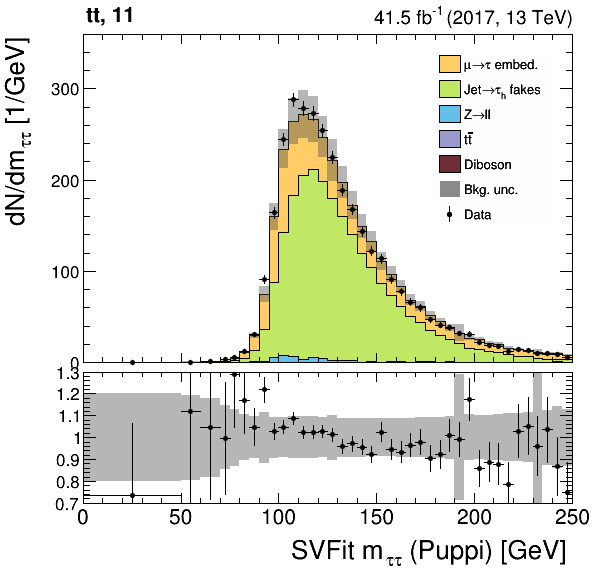 tt, 11
41.5 fb⁻¹ (2017, 13 TeV)
dN/dm_ττ [1/GeV]
300
200
100
0
μ→τ embed.
Jet→τ_h fakes
Z→ll
tt̄
Diboson
Bkg. unc.
Data
1.3
1.2
1.1
1
0.9
0.8
0.7
0 50 100 150 200 250
SVFit m_ττ (Puppi) [GeV]